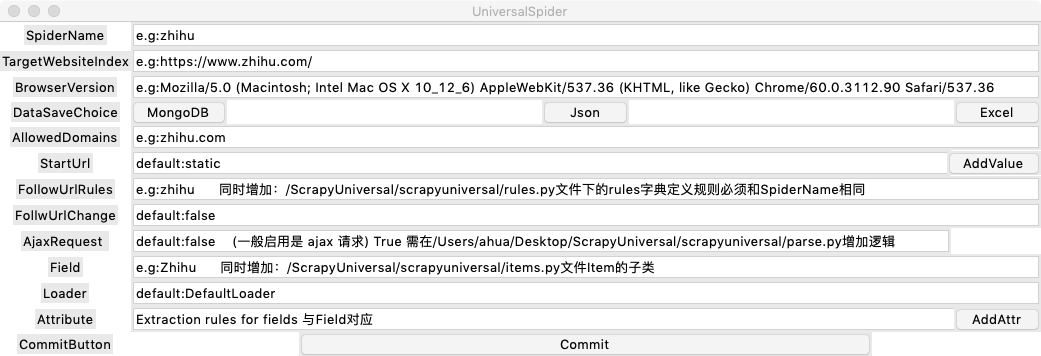 UniversalSpider
SpiderName e.g:zhihu
TargetWebsiteIndex e.g:https://www.zhihu.com/
BrowserVersion e.g:Mozilla/5.0 (Macintosh; Intel Mac OS X 10_12_6) AppleWebKit/537.36 (KHTML, like Gecko) Chrome/60.0.3112.90 Safari/537.36
DataSaveChoice MongoDB Json Excel
AllowedDomains e.g:zhihu.com
StartUrl default:static AddValue
FollowUrlRules e.g:zhihu 同时增加：/ScrapyUniversal/scrapyuniversal/rules.py文件下的rules字典定义规则必须和SpiderName相同
FollwUrlChange default:false
AjaxRequest default:false (一般启用是 ajax 请求) True 需在/Users/ahua/Desktop/ScrapyUniversal/scrapyuniversal/parse.py增加逻辑
Field e.g:Zhihu 同时增加：/ScrapyUniversal/scrapyuniversal/items.py文件Item的子类
Loader default:DefaultLoader
Attribute Extraction rules for fields 与Field对应 AddAttr
CommitButton Commit